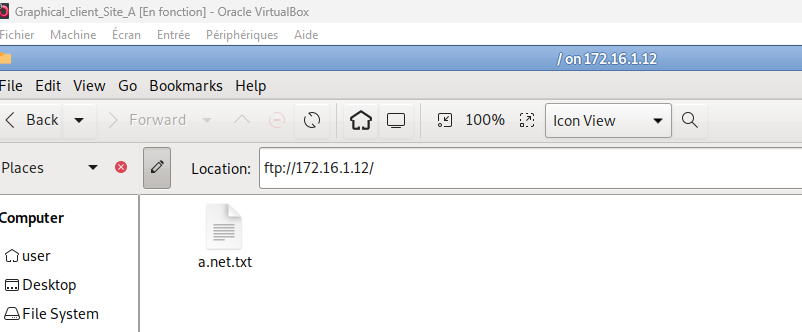 Graphical_client_Site_A [En fonction] - Oracle VirtualBox
Fichier Machine Écran Entrée Périphériques Aide
/ on 172.16.1.12
File Edit View Go Bookmarks Help
Back Forward 100% Icon View
Places Location: ftp://172.16.1.12/
Computer
user
Desktop
File System
a.net.txt